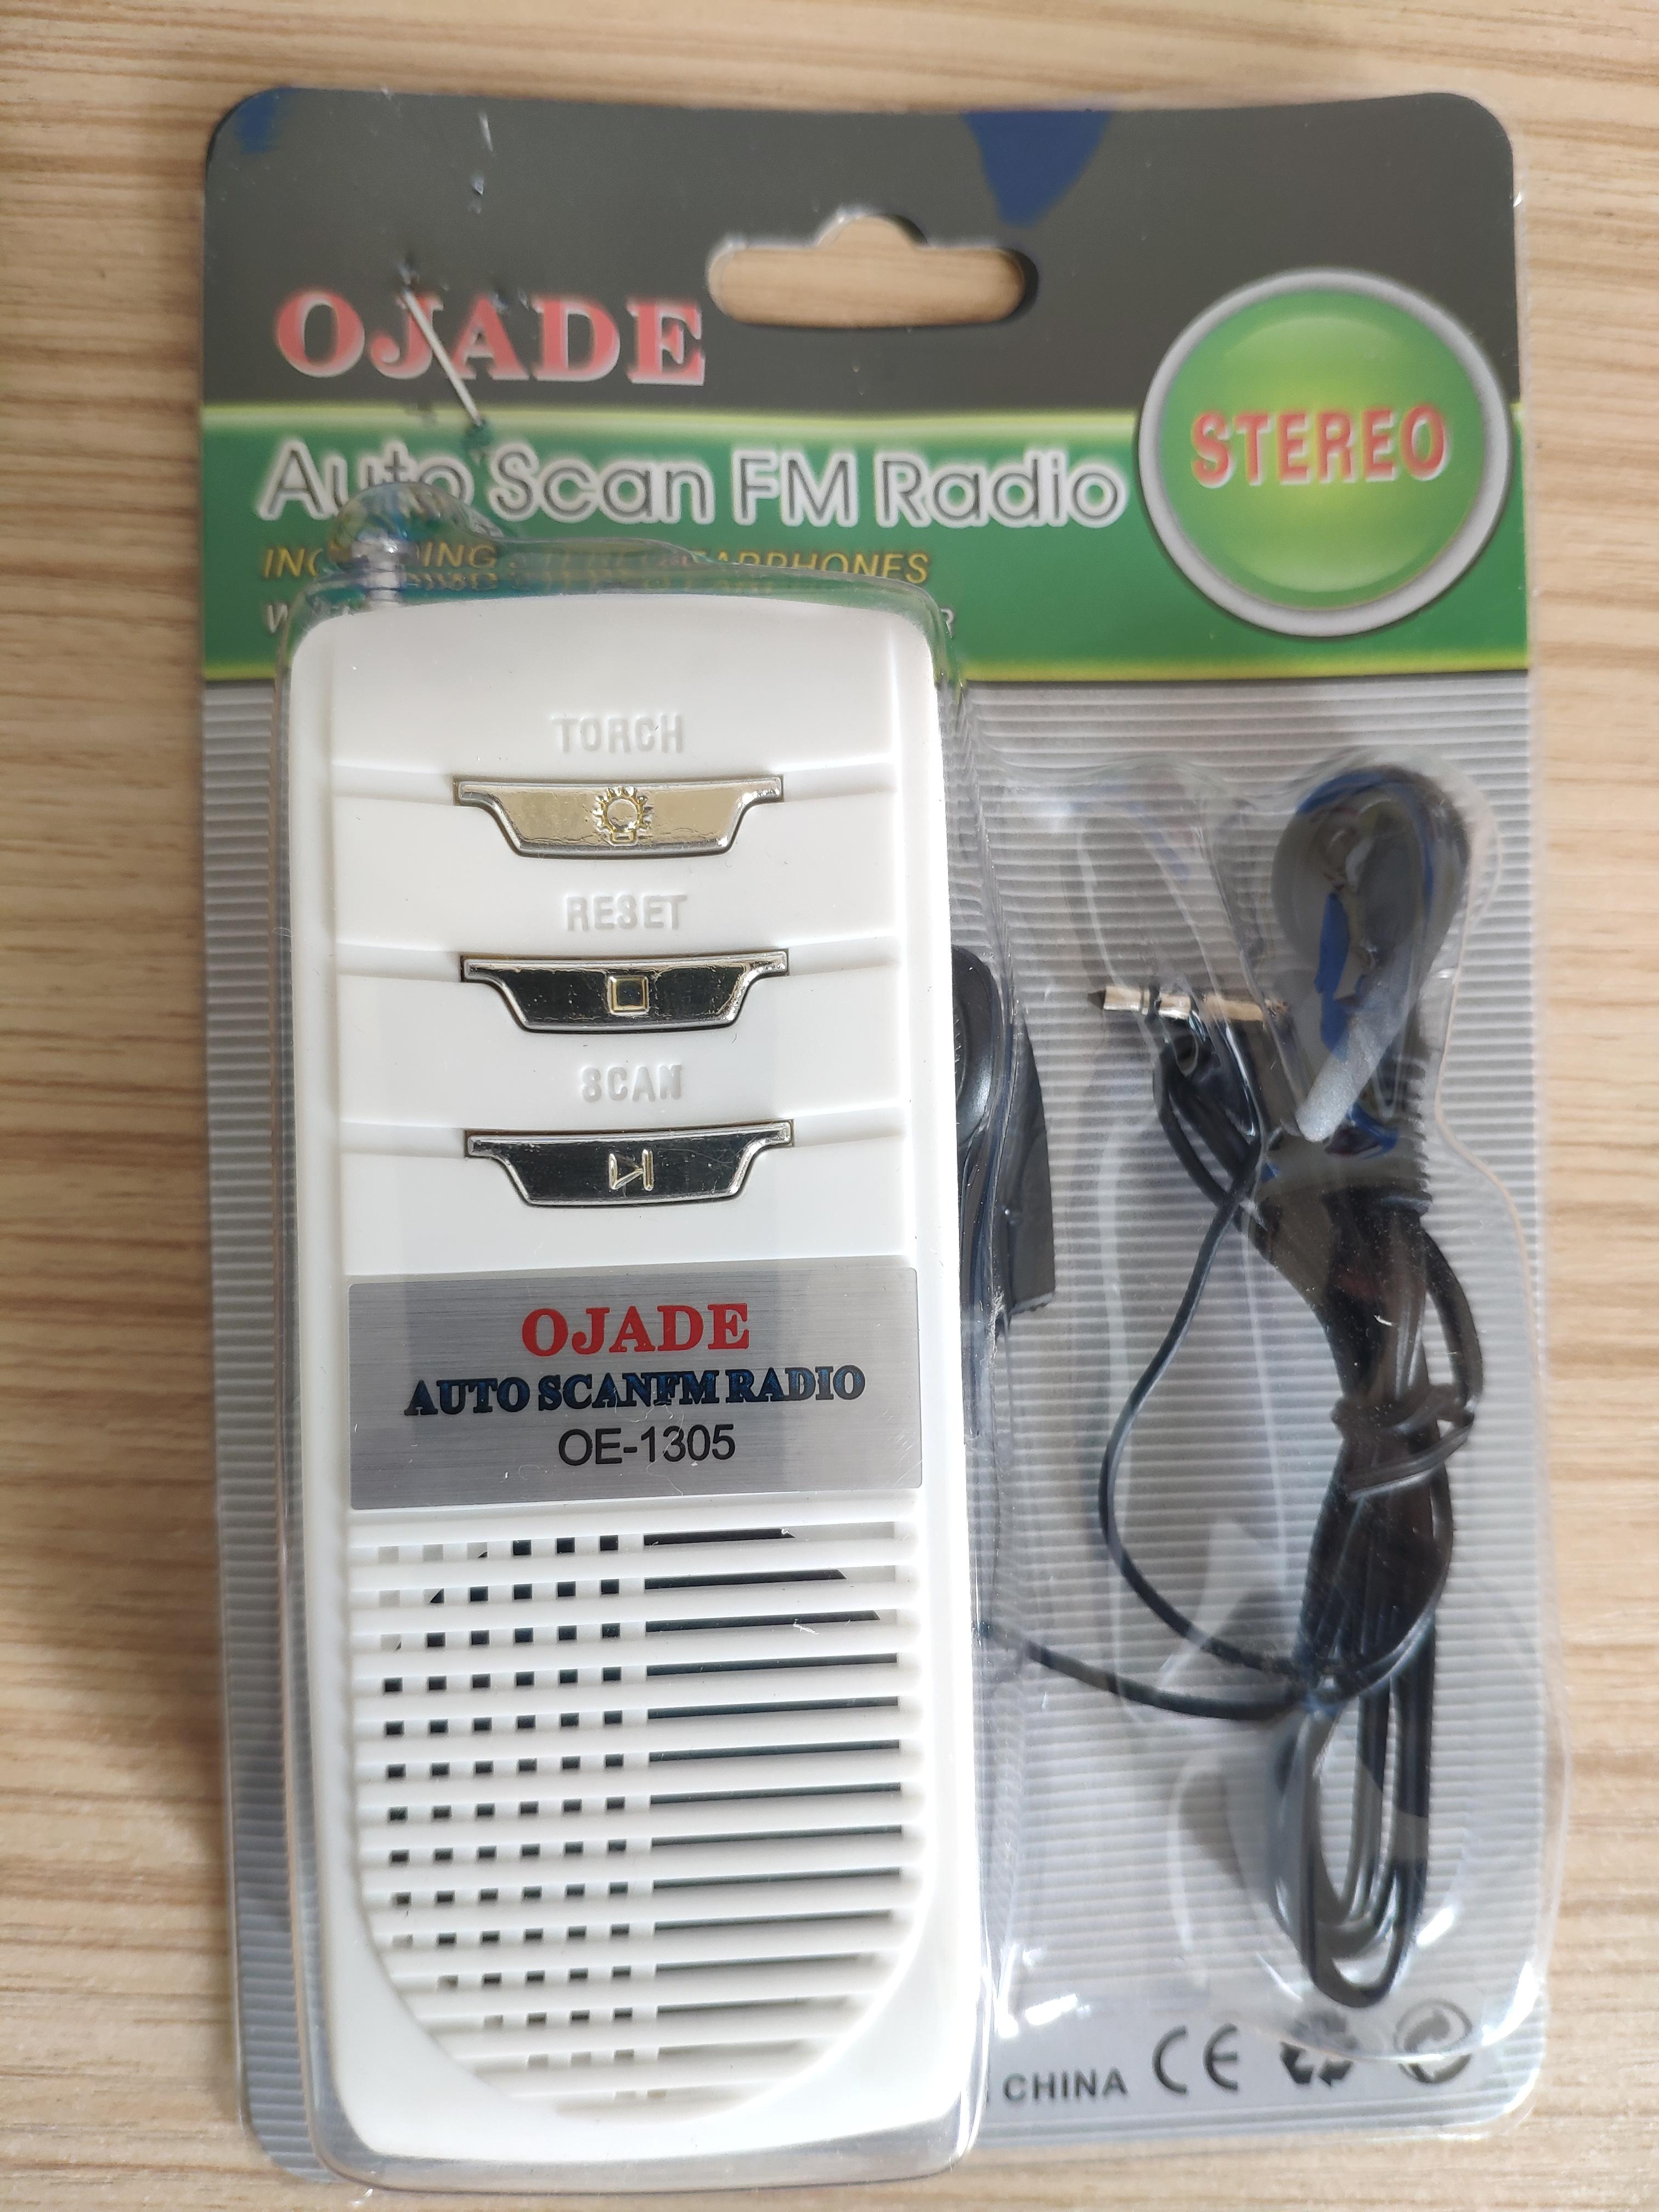 OJADE
STEREO
Auto Scan FM Radio
EARPHONES
TORCH
RESET
SCAN
OJADE
AUTO SCANFM RADIO
OE-1305
CHINA CE